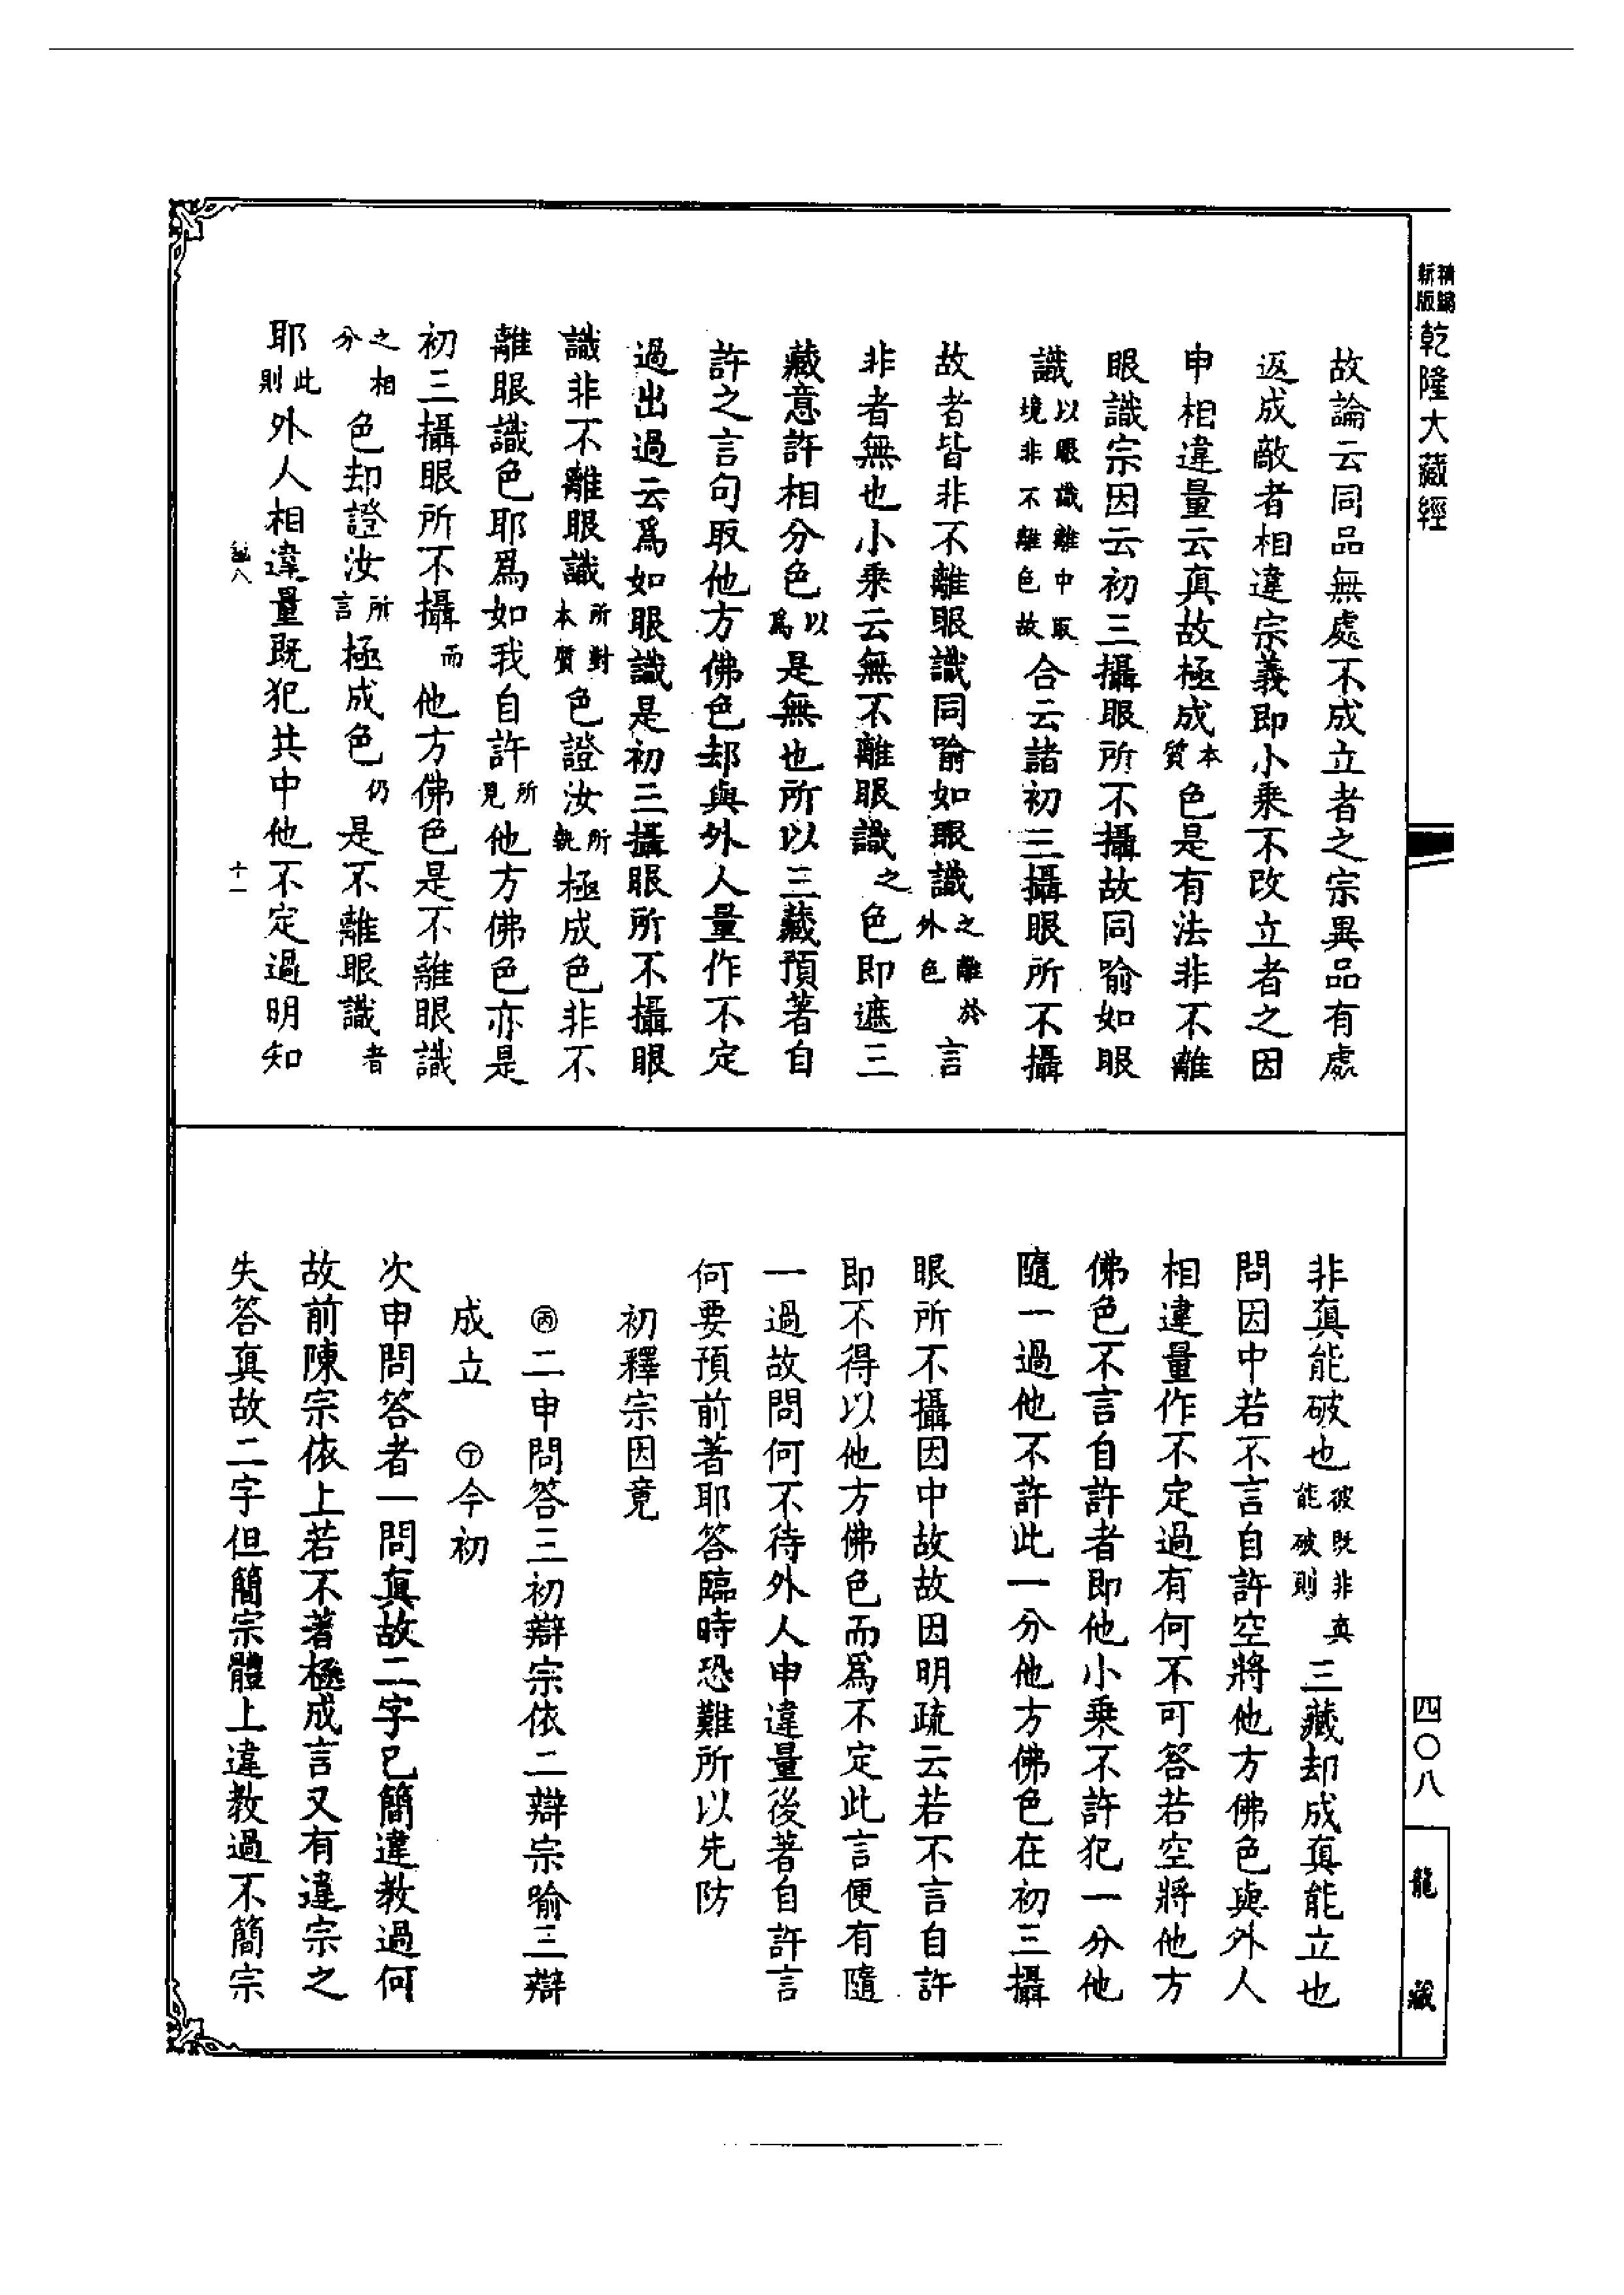 精編
新版
乾隆大藏經
故論云同品無處不成立者之宗異品有處
返成敵者相違宗義即小乘不改立者之因
申相違量云真故極成本質色是有法非不離
眼識宗因云初三攝眼所不攝故同喻如眼
識以眼識離中取境非不離色故合云諸初三攝眼所不攝
故者皆非不離眼識同喻如眼識之離於外色言
非者無也小乘云無不離眼識之色即遮三
藏意許相分色以為是無也所以三藏預著自
許之言句取他方佛色却與外人量作不定
過出過云爲如眼識是初三攝眼所不攝眼
識非不離眼識所對本質色證汝所執極成色非不
離眼識色耶爲如我自許所見他方佛色亦是
初三攝眼所不攝而他方佛色是不離眼識
之相分色却證汝所言極成色仍是不離眼識者
耶此則外人相違量既犯共中他不定過明知
十一
非真能破也破既非真能破則三藏却成真能立也
問因中若不言自許空將他方佛色與外人
相違量作不定過有何不可答若空將他方
佛色不言自許者即他小乘不許犯一分他
隨一過他不許此一分他方佛色在初三攝
眼所不攝因中故故因明疏云若不言自許
即不得以他方佛色而爲不定此言便有隨
一過故問何不待外人申違量後著自許言
何要預前著耶答臨時恐難所以先防
初釋宗因竟
㊅二申問答三初辯宗依二辯宗喻三辯
成立　㊀今初
次申問答者一問真故二字已簡違教過何
故前陳宗依上若不著極成言又有違宗之
失答真故二字但簡宗體上違教過不簡宗
四〇八
龍藏